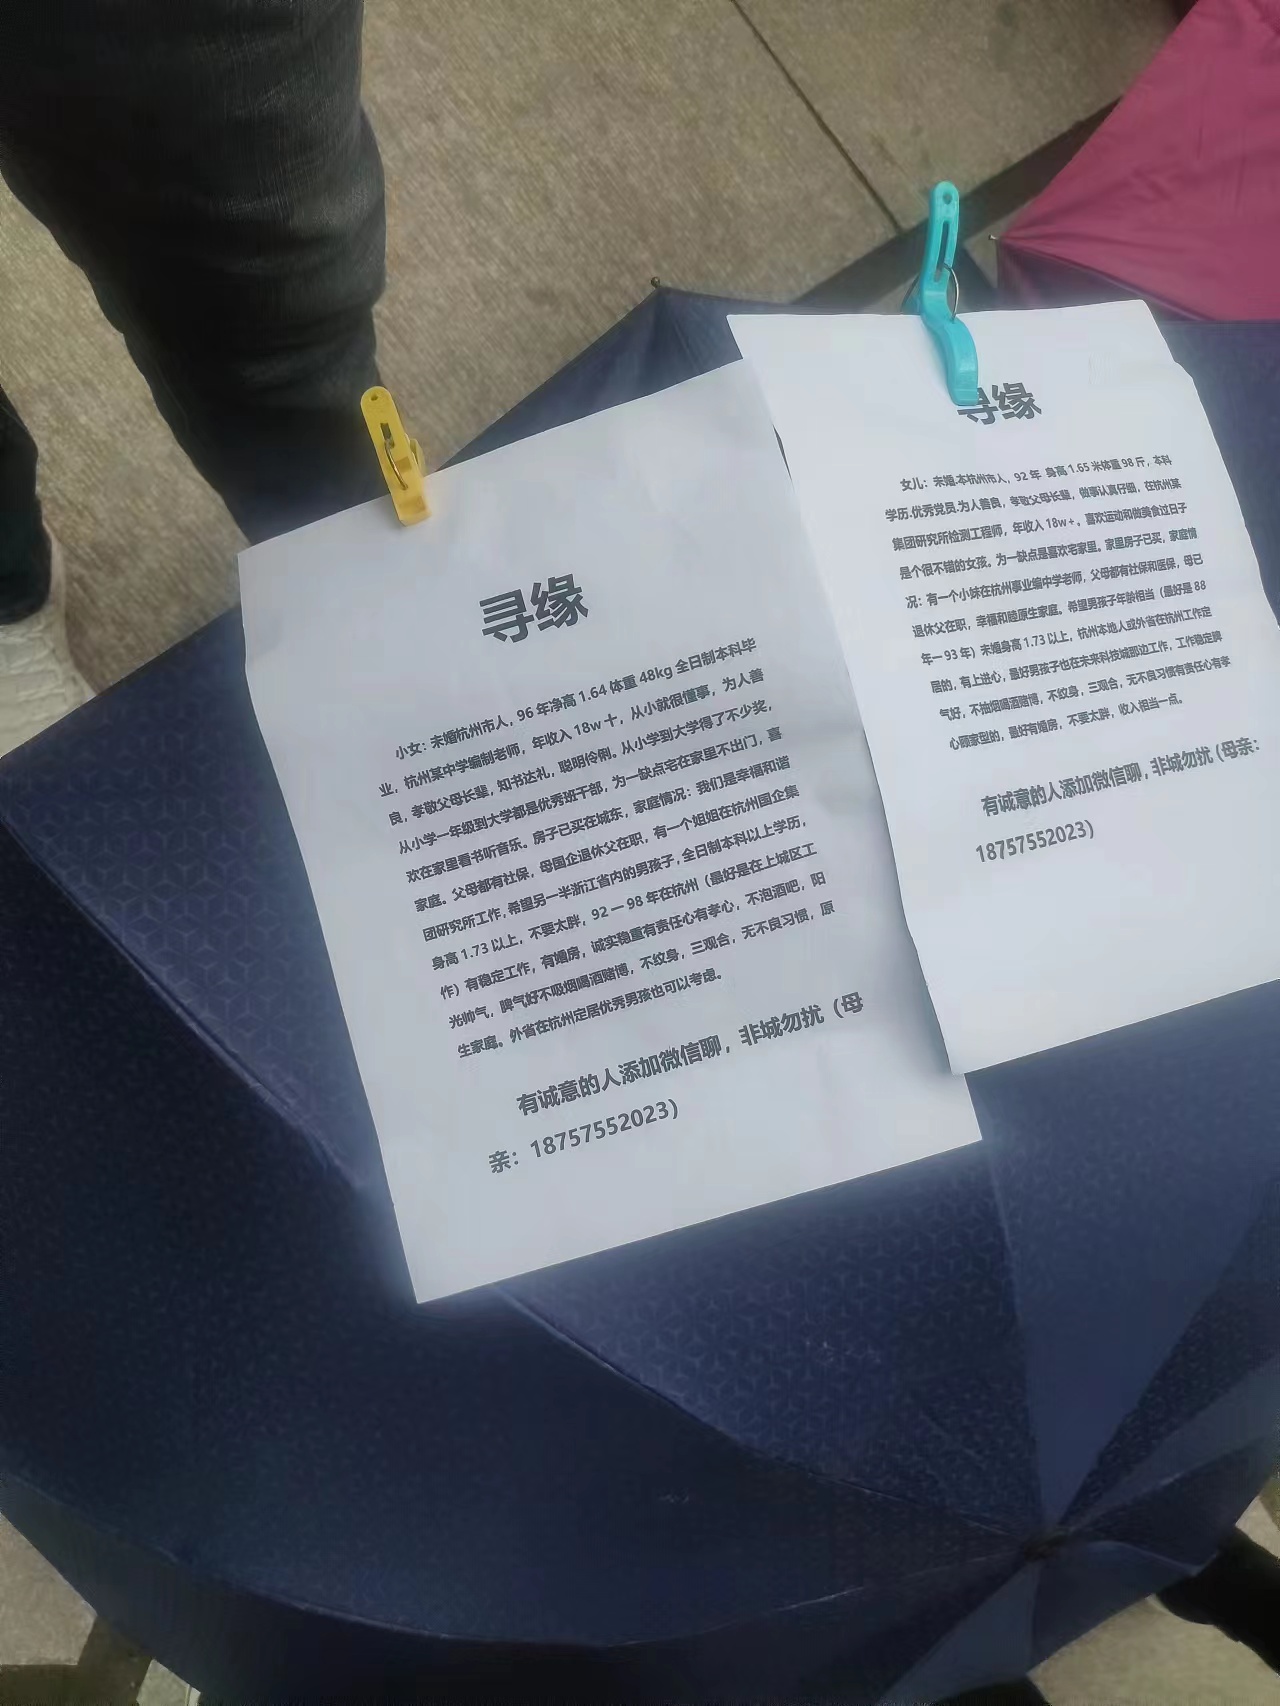 寻缘
小女：未婚杭州市人，96 年净高 1.64 体重 48kg 全日制本科毕
业，杭州某中学编制老师，年收入 18w 十，从小就很懂事，为人善
良，孝敬父母长辈，知书达礼，聪明伶俐。从小学到大学得了不少奖，
从小学一年级到大学都是优秀班干部，为一缺点宅在家里不出门，喜
欢在家里看书听音乐。房子已买在城东，家庭情况：我们是幸福和谐
家庭。父母都有社保，母国企退休父在职，有一个姐姐在杭州国企集
团研究所工作，希望另一半浙江省内的男孩子，全日制本科以上学历，
身高 1.73 以上，不要太胖，92 一 98 年在杭州（最好是在上城区工
作）有稳定工作，有婚房，诚实稳重有责任心有孝心，不泡酒吧，阳
光帅气，脾气好不吸烟喝酒赌博，不纹身，三观合，无不良习惯，原
生家庭。外省在杭州定居优秀男孩也可以考虑。
有诚意的人添加微信聊，非城勿扰（母
亲：18757552023）
寻缘
女儿：未婚.本杭州市人，92 年 身高 1.65 米体重 98 斤，本科
学历.优秀党员.为人善良，孝敬父母长辈，做事认真仔细，在杭州某
集团研究所检测工程师，年收入 18w+。喜欢运动和做美食过日子
是个很不错的女孩。为一缺点是喜欢宅家里。家里房子已买，家庭情
况：有一个小妹在杭州事业编中学老师，父母都有社保和医保，母已
退休父在职，幸福和睦原生家庭。希望男孩子年龄相当（最好是 88
年一 93 年）未婚身高 1.73 以上，杭州本地人或外省在杭州工作定
居的，有上进心，最好男孩子也在未来科技城那边工作，工作稳定脾
气好，不抽烟喝酒赌博，不纹身，三观合，无不良习惯有责任心有孝
心顾家型的，最好有婚房，不要太胖，收入相当一点。
有诚意的人添加微信聊，非城勿扰（母亲：
18757552023）